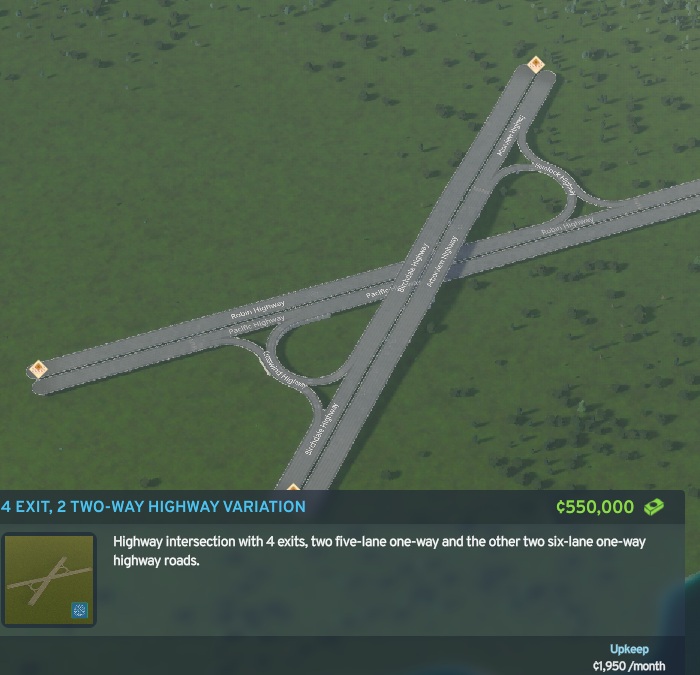 Hemlock Highway
Robin Highway
Birchdale Highway
Robin Highway
Pacific
Pacific Highway
Birchdale Highway
4 EXIT, 2 TWO-WAY HIGHWAY VARIATION
₡550,000
Highway intersection with 4 exits, two five-lane one-way and the other two six-lane one-way
highway roads.
Upkeep
₡1,950 /month